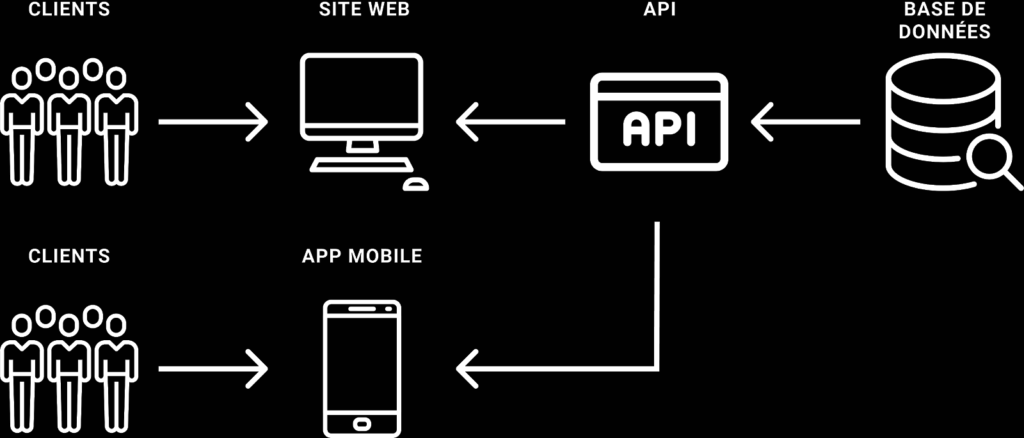 CLIENTS
SITE WEB
API
BASE DE
DONNÉES
API
CLIENTS
APP MOBILE